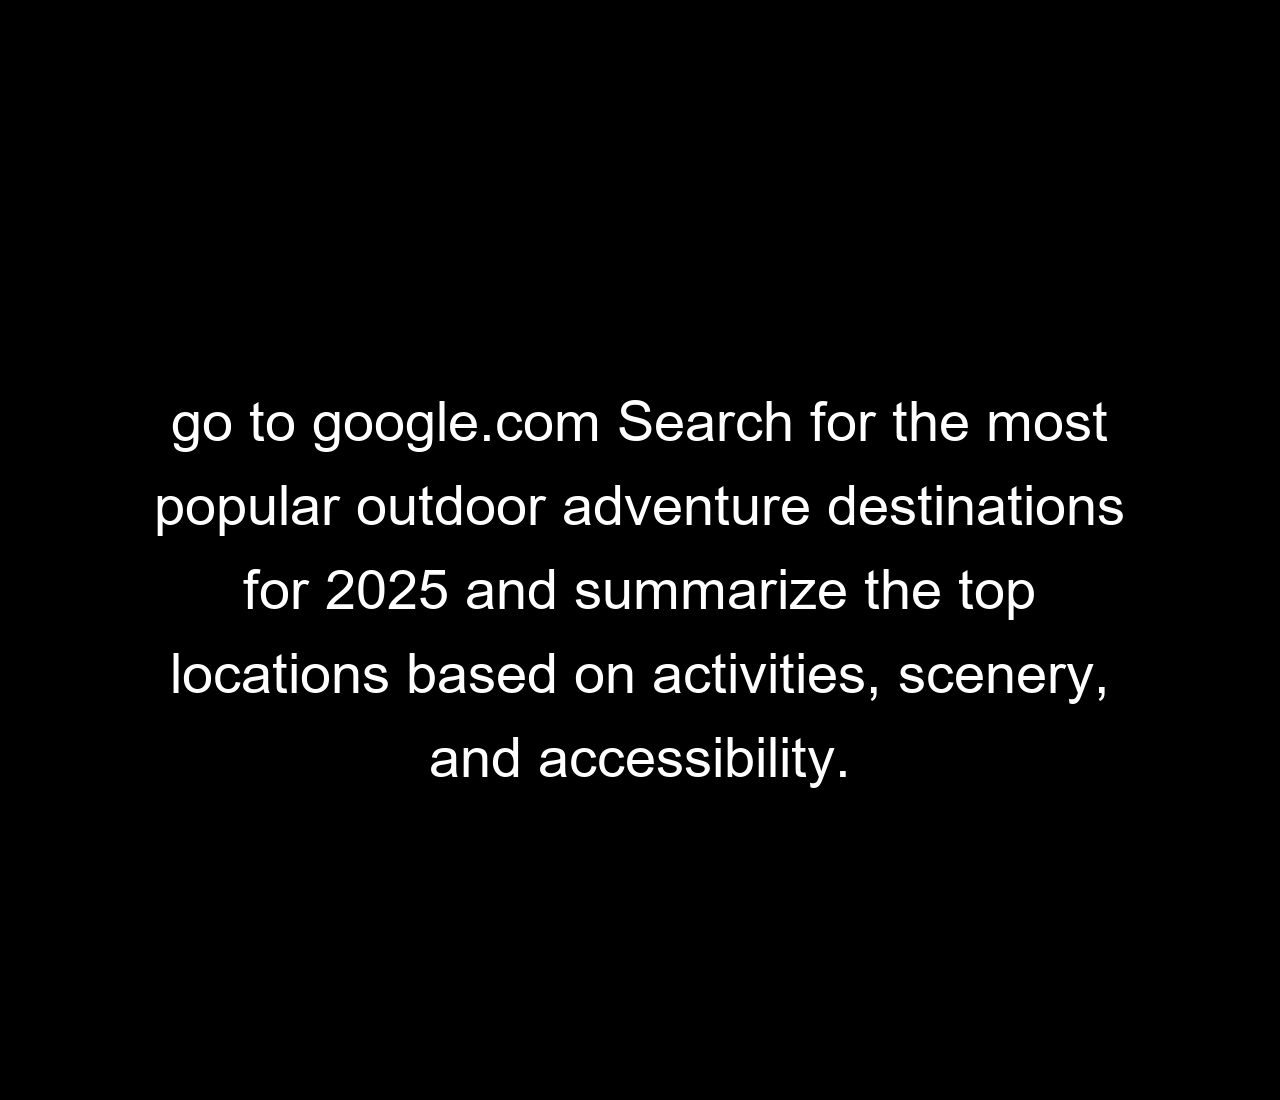 go to google.com Search for the most
popular outdoor adventure destinations
for 2025 and summarize the top
locations based on activities, scenery,
and accessibility.